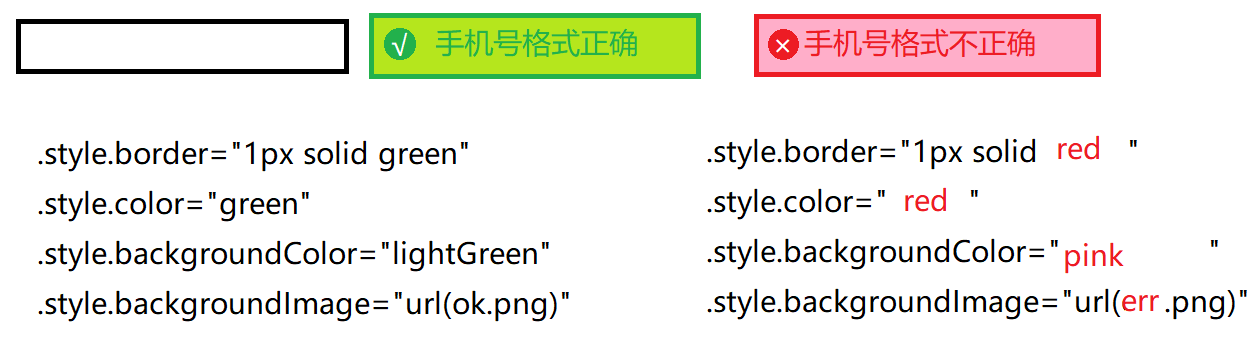 √ 手机号格式正确
× 手机号格式不正确
.style.border="1px solid green"
.style.color="green"
.style.backgroundColor="lightGreen"
.style.backgroundImage="url(ok.png)"
.style.border="1px solid red "
.style.color=" red "
.style.backgroundColor="pink "
.style.backgroundImage="url(err.png)"